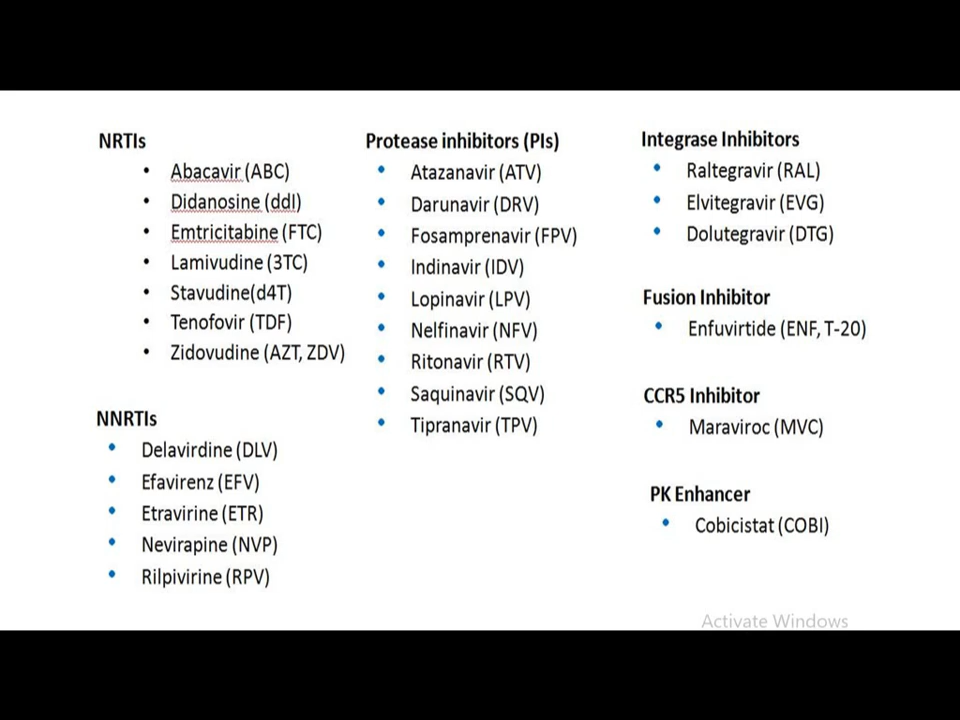 NRTIs
• Abacavir (ABC)
• Didanosine (ddI)
• Emtricitabine (FTC)
• Lamivudine (3TC)
• Stavudine(d4T)
• Tenofovir (TDF)
• Zidovudine (AZT, ZDV)
NNRTIs
• Delavirdine (DLV)
• Efavirenz (EFV)
• Etravirine (ETR)
• Nevirapine (NVP)
• Rilpivirine (RPV)
Protease inhibitors (PIs)
• Atazanavir (ATV)
• Darunavir (DRV)
• Fosamprenavir (FPV)
• Indinavir (IDV)
• Lopinavir (LPV)
• Nelfinavir (NFV)
• Ritonavir (RTV)
• Saquinavir (SQV)
• Tipranavir (TPV)
Integrase Inhibitors
• Raltegravir (RAL)
• Elvitegravir (EVG)
• Dolutegravir (DTG)
Fusion Inhibitor
• Enfuvirtide (ENF, T-20)
CCR5 Inhibitor
• Maraviroc (MVC)
PK Enhancer
• Cobicistat (COBI)
Activate Windows